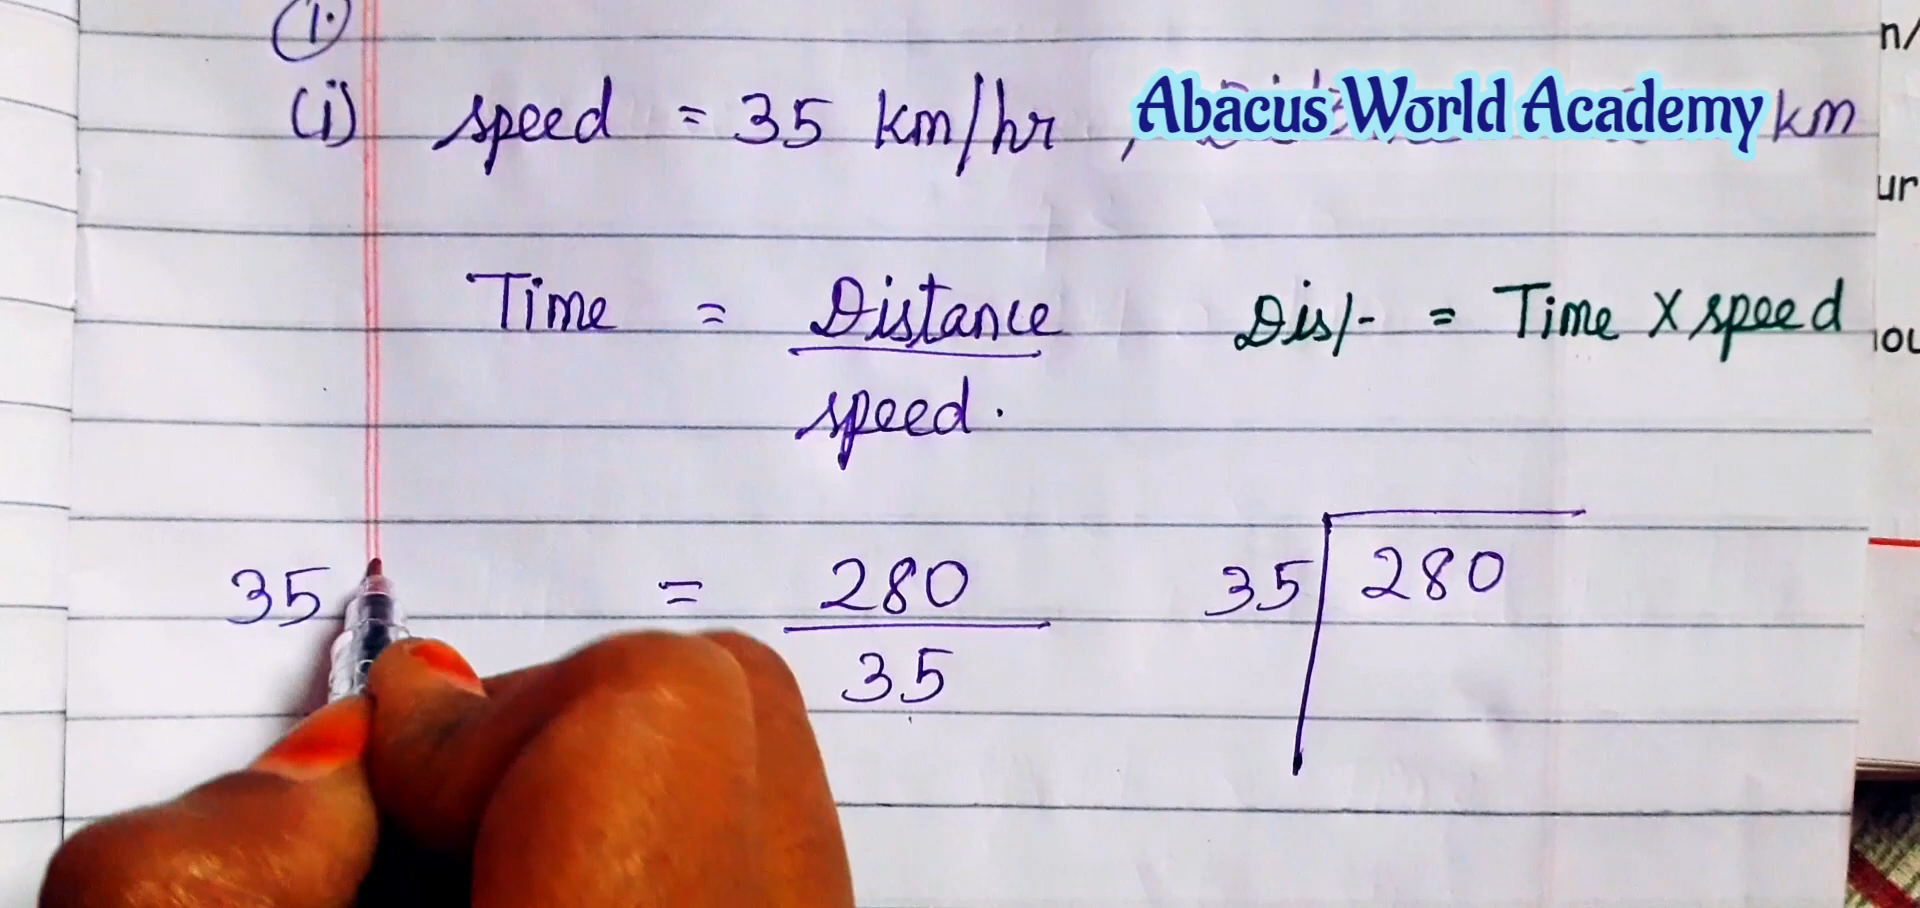 1.
(i) speed = 35 km/hr , Abacus World Academy km
Time = Distance Dis/- = Time X speed
speed.
35 = 280 35 280
35
n/
ur